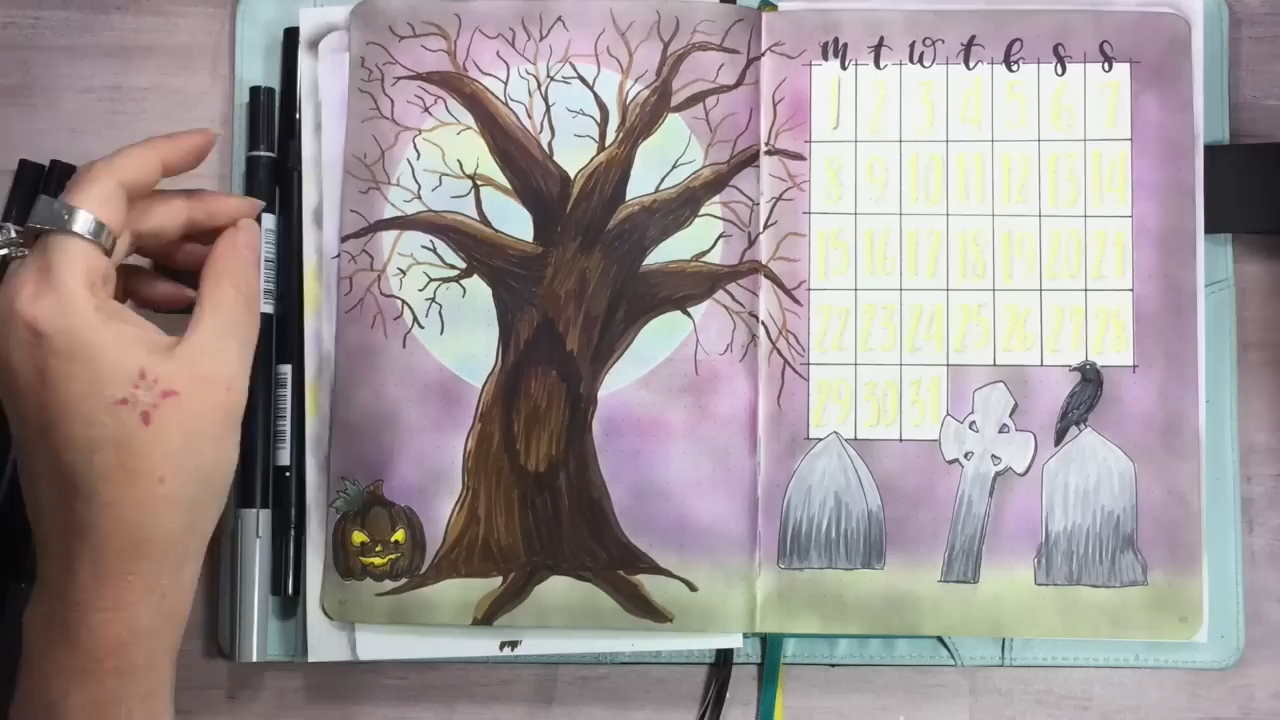 m t w t f s s
1 2 3 4 5 6 7
8 9 10 11 12 13 14
15 16 17 18 19 20 21
22 23 24 25 26 27 28
29 30 31